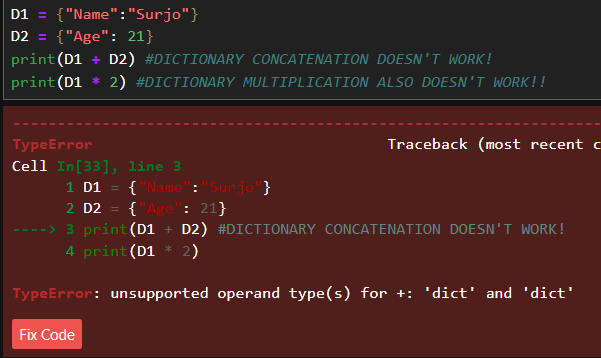 D1 = {"Name":"Surjo"}
D2 = {"Age": 21}
print(D1 + D2) #DICTIONARY CONCATENATION DOESN'T WORK!
print(D1 * 2) #DICTIONARY MULTIPLICATION ALSO DOESN'T WORK!!
---------------------------------------------------------------------------
TypeError Traceback (most recent c
Cell In[33], line 3
1 D1 = {"Name":"Surjo"}
2 D2 = {"Age": 21}
----> 3 print(D1 + D2) #DICTIONARY CONCATENATION DOESN'T WORK!
4 print(D1 * 2)
TypeError: unsupported operand type(s) for +: 'dict' and 'dict'
Fix Code